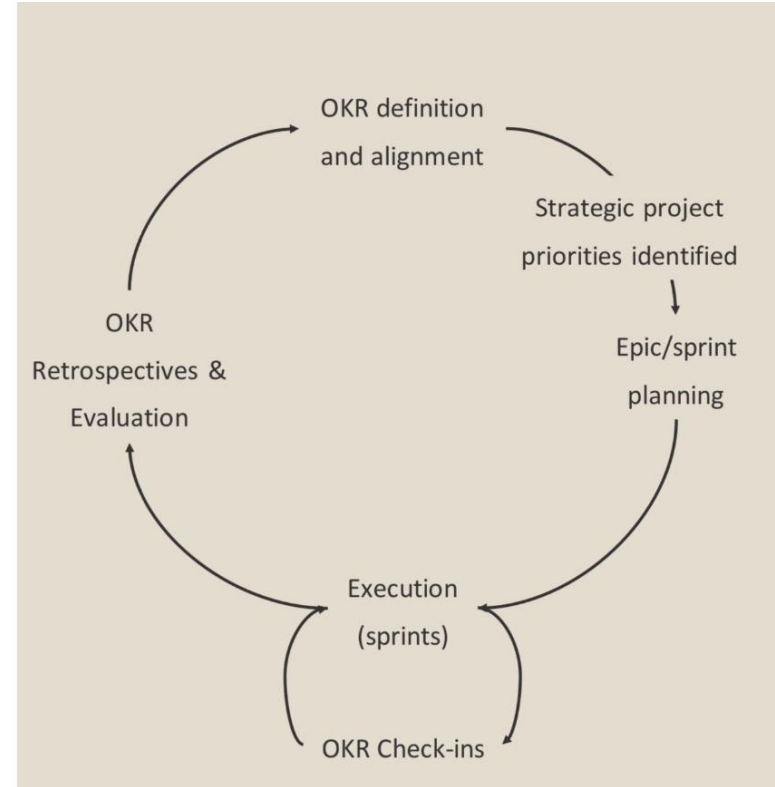 OKR definition
and alignment
Strategic project
priorities identified
Epic/sprint
planning
Execution
(sprints)
OKR Check-ins
OKR
Retrospectives &
Evaluation